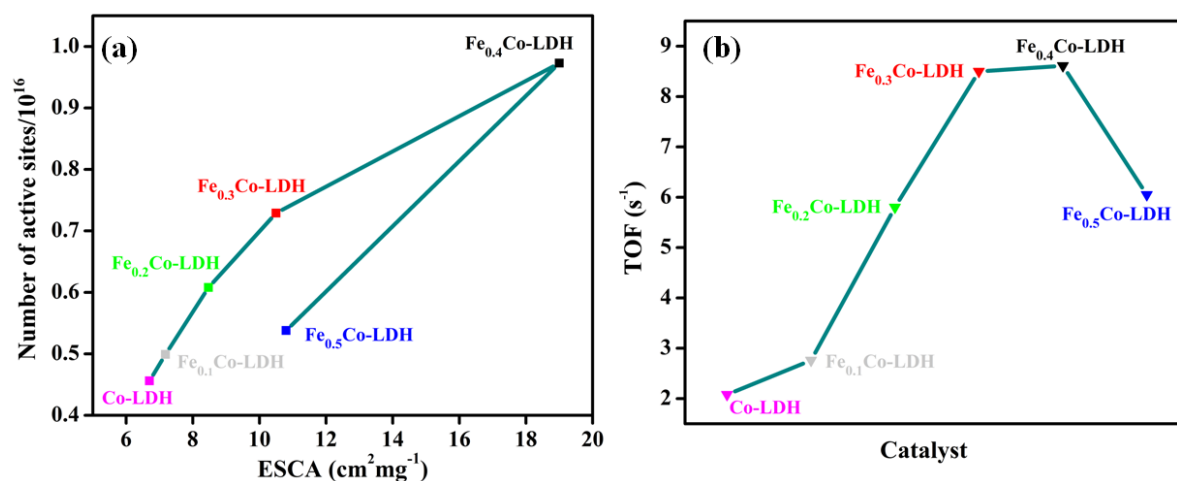 (a)
Number of active sites/10¹⁶
1.0
0.9
0.8
0.7
0.6
0.5
0.4
Fe₀.₄Co-LDH
Fe₀.₃Co-LDH
Fe₀.₂Co-LDH
Fe₀.₅Co-LDH
Fe₀.₁Co-LDH
Co-LDH
6 8 10 12 14 16 18 20
ESCA (cm²mg⁻¹)
(b)
TOF (s⁻¹)
9
8
7
6
5
4
3
2
Fe₀.₄Co-LDH
Fe₀.₃Co-LDH
Fe₀.₂Co-LDH
Fe₀.₅Co-LDH
Fe₀.₁Co-LDH
Co-LDH
Catalyst